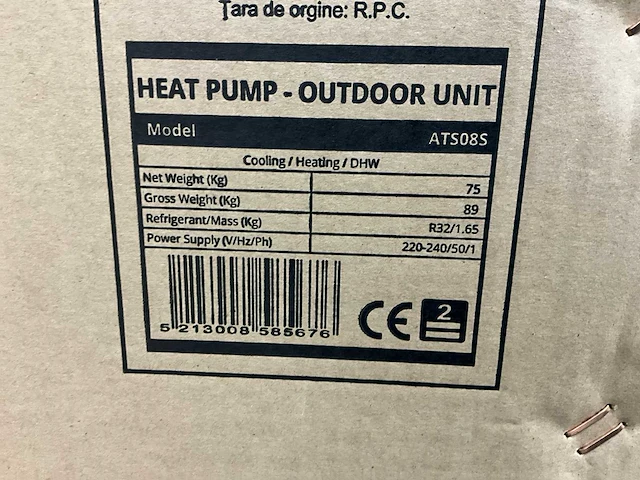 Țara de orgine: R.P.C.
HEAT PUMP - OUTDOOR UNIT
Model ATS08S
Cooling / Heating / DHW
Net Weight (Kg) 75
Gross Weight (Kg) 89
Refrigerant/Mass (Kg) R32/1.65
Power Supply (V/Hz/Ph) 220-240/50/1
5 213008 585676
CE 2